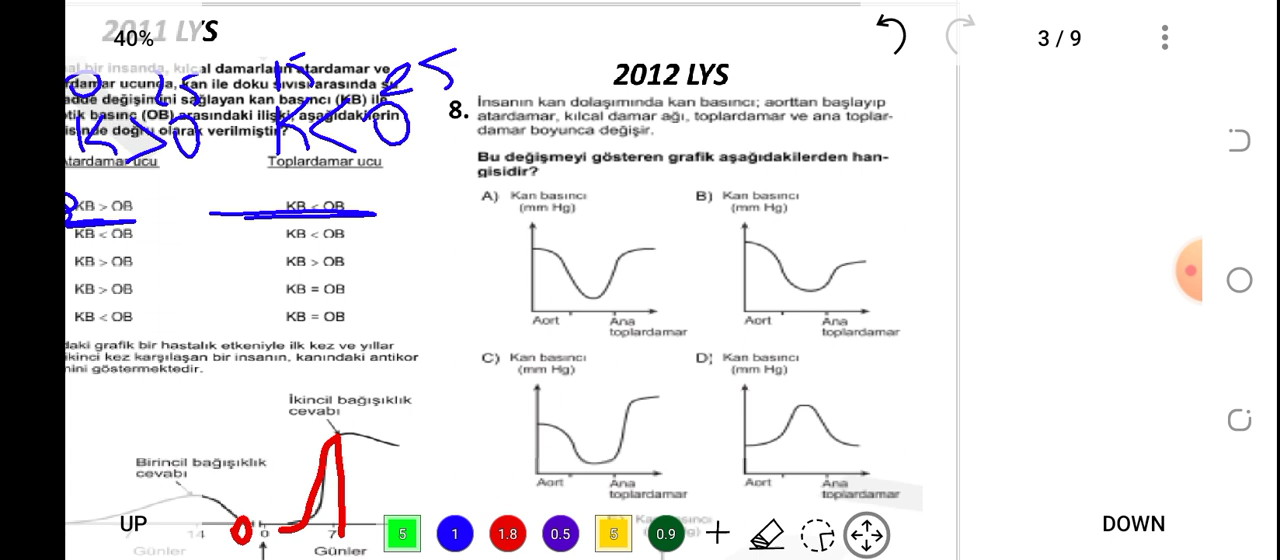 2011 LYS
40%
3 / 9
al bir insanda, kılcal damarların atardamar ve
damar ucunda, kan ile doku sıvısı arasında
adde değişimini sağlayan kan basıncı (KB) ile
tik basınç (OB) arasındaki ilişki, aşağıdakilerin
isinde doğru olarak verilmiştir?
25 15 25
K > O K < O
Atardamar ucu Toplardamar ucu
KB > OB KB < OB
KB < OB KB < OB
KB > OB KB > OB
KB > OB KB = OB
KB < OB KB = OB
daki grafik bir hastalık etkeniyle ilk kez ve yıllar
ikinci kez karşılaşan bir insanın, kanındaki antikor
ini göstermektedir.
İkincil bağışıklık
cevabı
Birincil bağışıklık
cevabı
7 14 0 7
Günler Günler
2012 LYS
8. İnsanın kan dolaşımında kan basıncı; aorttan başlayıp
atardamar, kılcal damar ağı, toplardamar ve ana toplar-
damar boyunca değişir.
Bu değişmeyi gösteren grafik aşağıdakilerden han-
gisidir?
A) Kan basıncı
(mm Hg)
Aort Ana
toplardamar
B) Kan basıncı
(mm Hg)
Aort Ana
toplardamar
C) Kan basıncı
(mm Hg)
Aort Ana
toplardamar
D) Kan basıncı
(mm Hg)
Aort Ana
toplardamar
UP
5 1 1.8 0.5 5 0.9
DOWN